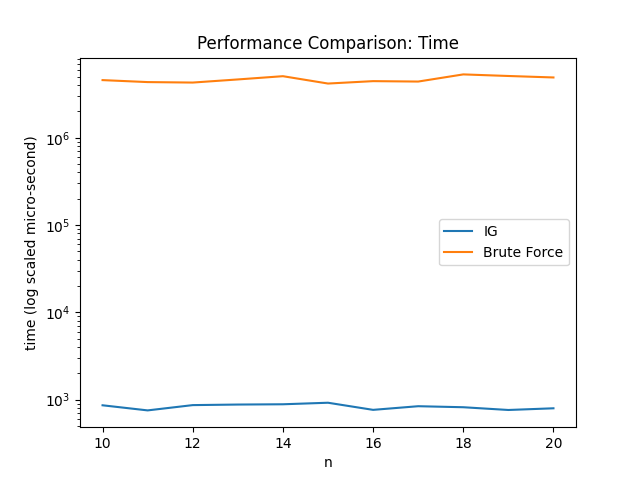 Performance Comparison: Time
time (log scaled micro-second)
10^6
10^5
10^4
10^3
IG
Brute Force
10 12 14 16 18 20
n